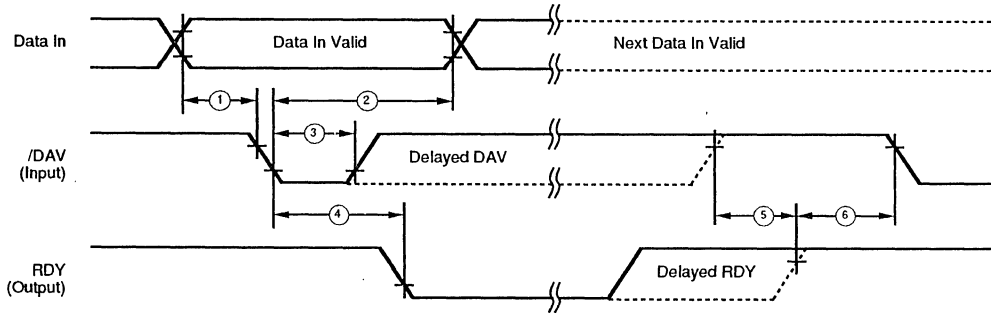 Data In
Data In Valid
Next Data In Valid
1
2
3
/DAV
(Input)
Delayed DAV
4
5
6
RDY
(Output)
Delayed RDY